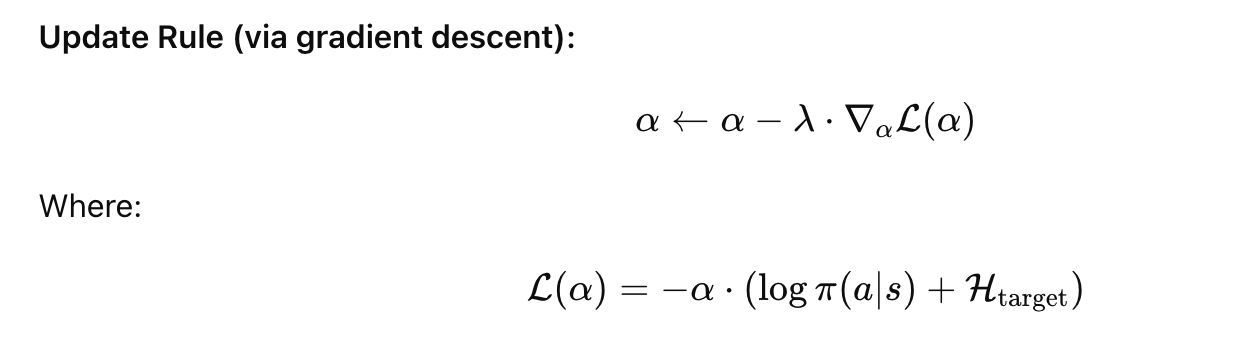 Update Rule (via gradient descent):
α ← α − λ · ∇αℒ(α)
Where:
ℒ(α) = −α · (log π(a|s) + ℋtarget)